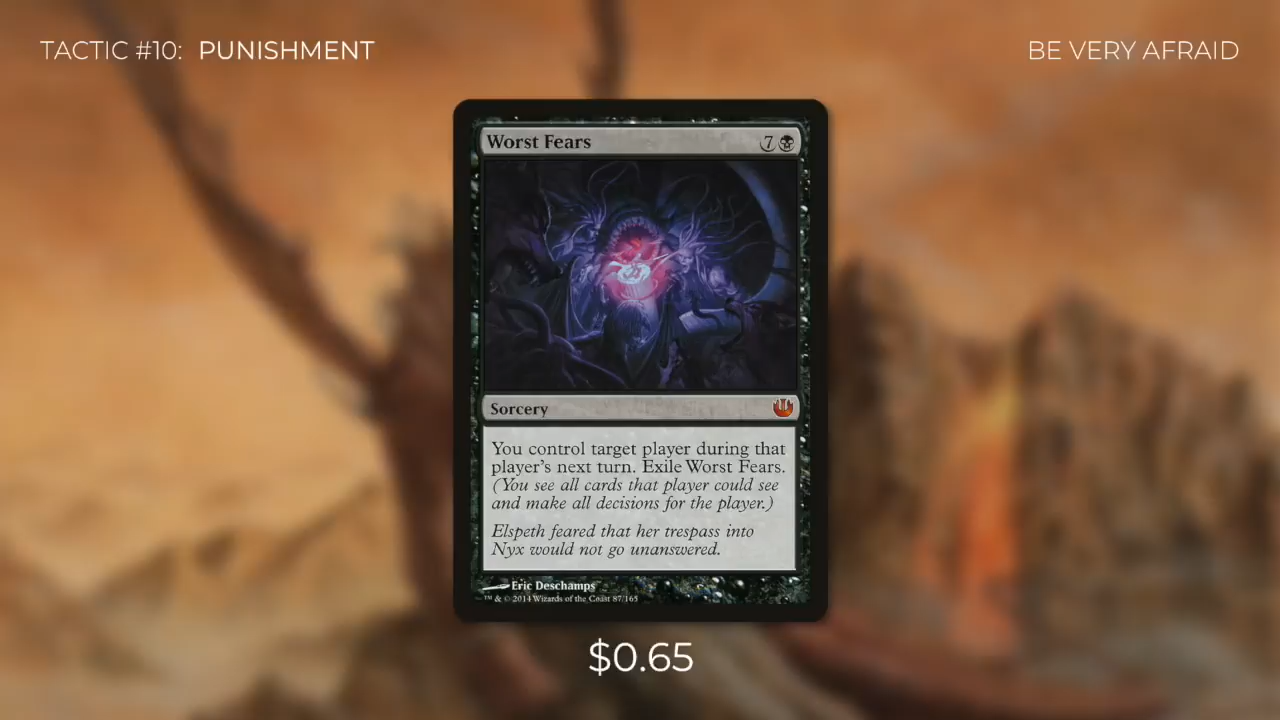 TACTIC #10: PUNISHMENT
BE VERY AFRAID
Worst Fears 7
Sorcery
You control target player during that
player's next turn. Exile Worst Fears.
(You see all cards that player could see
and make all decisions for the player.)
Elspeth feared that her trespass into
Nyx would not go unanswered.
Eric Deschamps
™ & © 2014 Wizards of the Coast 87/165
$0.65